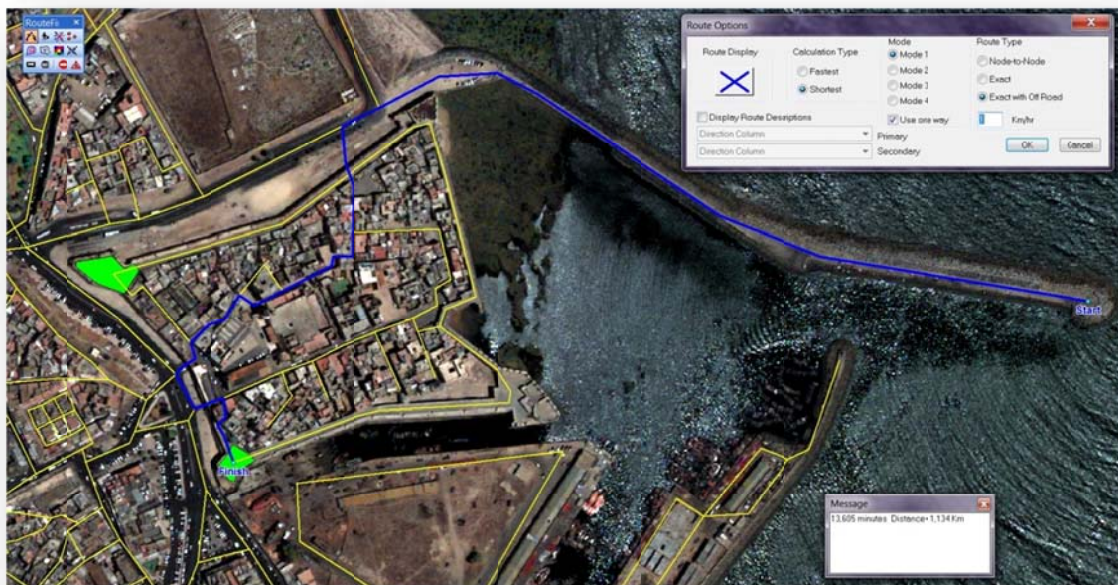 RouteFi
Route Options
Route Display
Calculation Type
Fastest
Shortest
Mode
Mode 1
Mode 2
Mode 3
Mode 4
Use one way
Route Type
Node-to-Node
Exact
Exact with Off Road
Km/hr
Display Route Desriptions
Direction Column
Primary
Direction Column
Secondary
OK
Cancel
Start
Finish
Message
13,605 minutes Distance= 1,134 Km